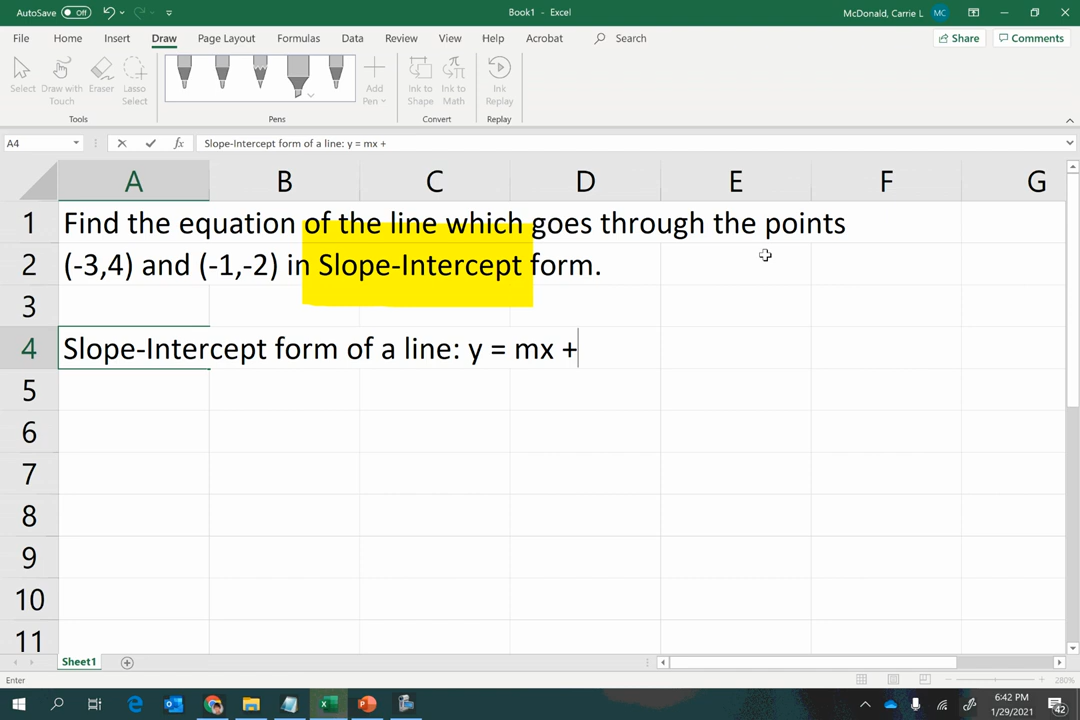 AutoSave Off Book1 - Excel McDonald, Carrie L MC
File Home Insert Draw Page Layout Formulas Data Review View Help Acrobat Search Share Comments
Select Draw with Touch Eraser Lasso Select Add Pen Ink to Shape Ink to Math Ink Replay
Tools Pens Convert Replay
A4 fx Slope-Intercept form of a line: y = mx +
A B C D E F G
1 Find the equation of the line which goes through the points
2 (-3,4) and (-1,-2) in Slope-Intercept form.
3
4 Slope-Intercept form of a line: y = mx +
5
6
7
8
9
10
11
Sheet1
Enter 280%
6:42 PM
1/29/2021 42